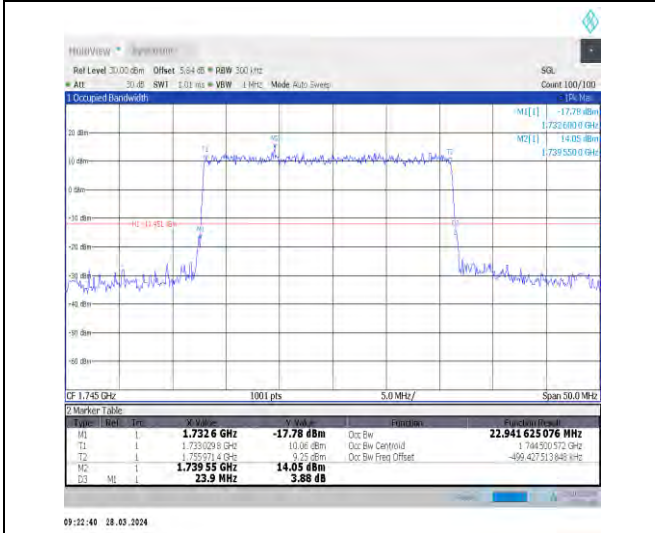 MultiView Spectrum
Ref Level 30.00 dBm Offset 5.84 dB RBW 300 kHz SGL
Att 30 dB SWT 1.01 ms VBW 1 MHz Mode Auto Sweep Count 100/100
1 Occupied Bandwidth 1Pk Max
M1[1] -17.78 dBm
1.732600 0 GHz
M2[1] 14.05 dBm
1.739550 0 GHz
20 dBm
M2
T1 T2
10 dBm
0 dBm
-10 dBm
M1
-20 dBm
-30 dBm
-40 dBm
-50 dBm
-60 dBm
CF 1.745 GHz 1001 pts 5.0 MHz/ Span 50.0 MHz
2 Marker Table
Type Ref Trc X-Value Y-Value Function Function Result
M1 1 1.732 6 GHz -17.78 dBm Occ Bw 22.941 625 076 MHz
T1 1 1.733 029 8 GHz 10.06 dBm Occ Bw Centroid 1.744 500 572 GHz
T2 1 1.755 971 4 GHz 9.25 dBm Occ Bw Freq Offset -499.427 513 848 kHz
M2 1 1.739 55 GHz 14.05 dBm
D3 M1 1 23.9 MHz 3.88 dB
09:22:40 28.03.2024